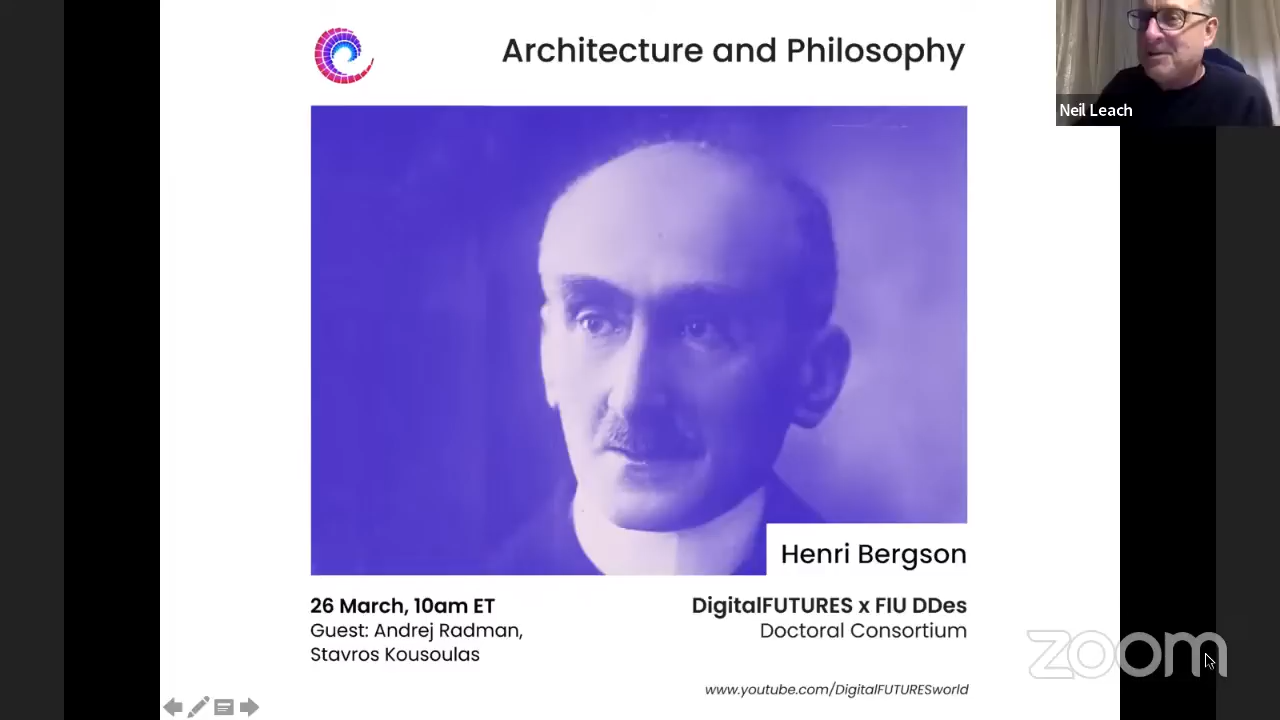 Architecture and Philosophy
Neil Leach
Henri Bergson
26 March, 10am ET
Guest: Andrej Radman,
Stavros Kousoulas
DigitalFUTURES x FIU DDes
Doctoral Consortium
www.youtube.com/DigitalFUTURESworld
zoom